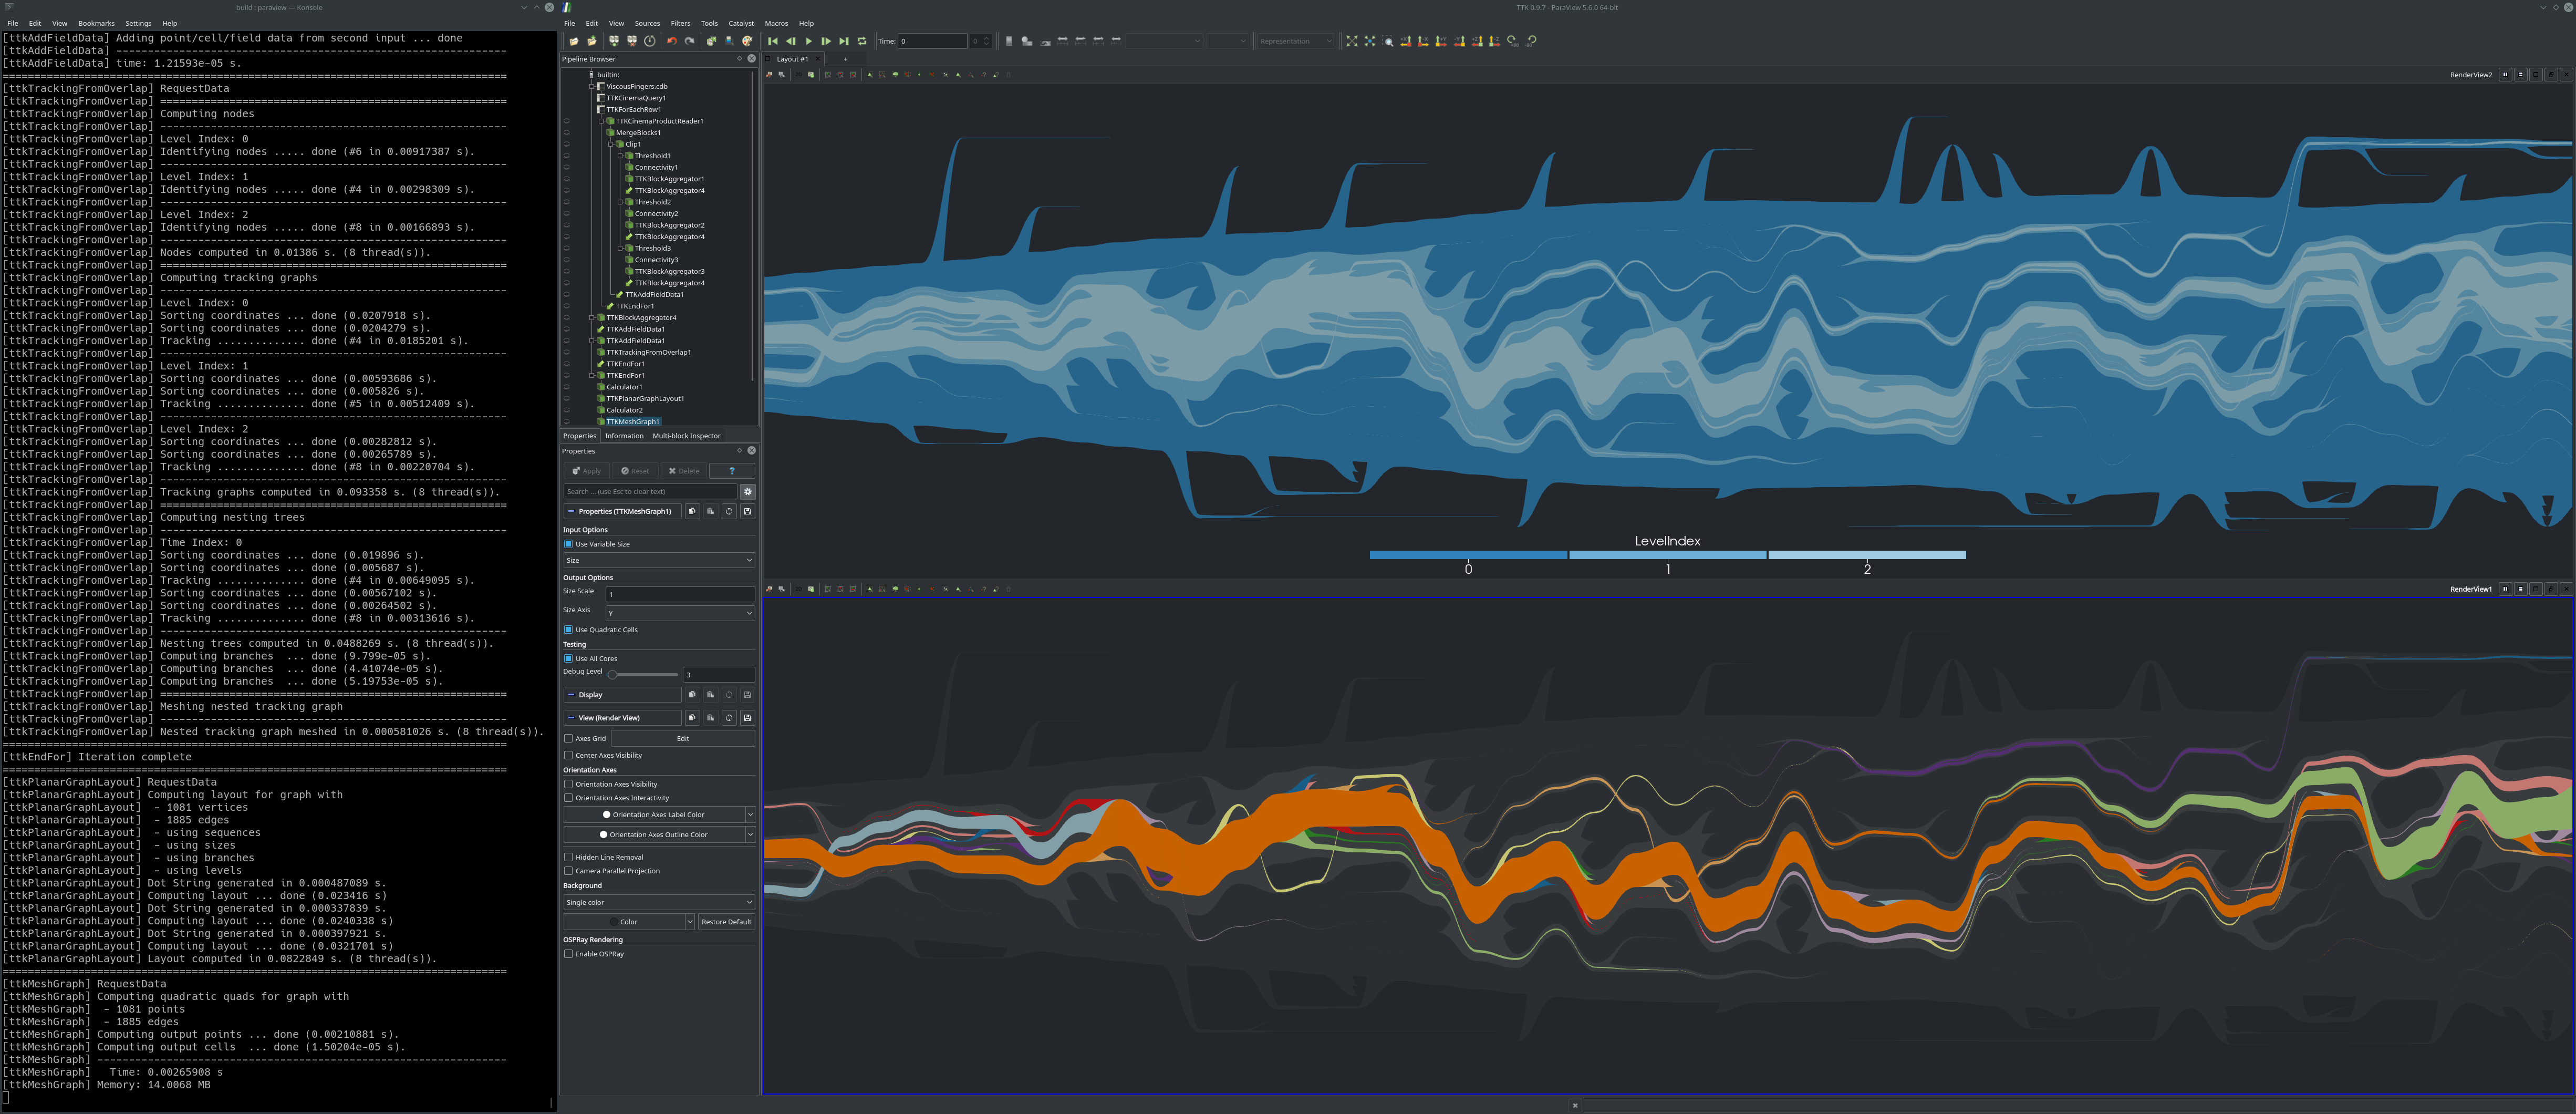 build : paraview — Konsole
File Edit View Bookmarks Settings Help
[ttkAddFieldData] Adding point/cell/field data from second input ... done
[ttkAddFieldData] --------------------------------------------------------------
[ttkAddFieldData] time: 1.21593e-05 s.
================================================================================
[ttkTrackingFromOverlap] RequestData
[ttkTrackingFromOverlap] =======================================================
[ttkTrackingFromOverlap] Computing nodes
[ttkTrackingFromOverlap] -------------------------------------------------------
[ttkTrackingFromOverlap] Level Index: 0
[ttkTrackingFromOverlap] Identifying nodes ..... done (#6 in 0.00917387 s).
[ttkTrackingFromOverlap] -------------------------------------------------------
[ttkTrackingFromOverlap] Level Index: 1
[ttkTrackingFromOverlap] Identifying nodes ..... done (#4 in 0.00298309 s).
[ttkTrackingFromOverlap] -------------------------------------------------------
[ttkTrackingFromOverlap] Level Index: 2
[ttkTrackingFromOverlap] Identifying nodes ..... done (#8 in 0.00166893 s).
[ttkTrackingFromOverlap] -------------------------------------------------------
[ttkTrackingFromOverlap] Nodes computed in 0.01386 s. (8 thread(s)).
[ttkTrackingFromOverlap] =======================================================
[ttkTrackingFromOverlap] Computing tracking graphs
[ttkTrackingFromOverlap] -------------------------------------------------------
[ttkTrackingFromOverlap] Level Index: 0
[ttkTrackingFromOverlap] Sorting coordinates ... done (0.0207918 s).
[ttkTrackingFromOverlap] Sorting coordinates ... done (0.0204279 s).
[ttkTrackingFromOverlap] Tracking .............. done (#4 in 0.0185201 s).
[ttkTrackingFromOverlap] -------------------------------------------------------
[ttkTrackingFromOverlap] Level Index: 1
[ttkTrackingFromOverlap] Sorting coordinates ... done (0.00593686 s).
[ttkTrackingFromOverlap] Sorting coordinates ... done (0.005826 s).
[ttkTrackingFromOverlap] Tracking .............. done (#5 in 0.00512409 s).
[ttkTrackingFromOverlap] -------------------------------------------------------
[ttkTrackingFromOverlap] Level Index: 2
[ttkTrackingFromOverlap] Sorting coordinates ... done (0.00282812 s).
[ttkTrackingFromOverlap] Sorting coordinates ... done (0.00265789 s).
[ttkTrackingFromOverlap] Tracking .............. done (#8 in 0.00220704 s).
[ttkTrackingFromOverlap] -------------------------------------------------------
[ttkTrackingFromOverlap] Tracking graphs computed in 0.093358 s. (8 thread(s)).
[ttkTrackingFromOverlap] =======================================================
[ttkTrackingFromOverlap] Computing nesting trees
[ttkTrackingFromOverlap] -------------------------------------------------------
[ttkTrackingFromOverlap] Time Index: 0
[ttkTrackingFromOverlap] Sorting coordinates ... done (0.019896 s).
[ttkTrackingFromOverlap] Sorting coordinates ... done (0.005687 s).
[ttkTrackingFromOverlap] Tracking .............. done (#4 in 0.00649095 s).
[ttkTrackingFromOverlap] Sorting coordinates ... done (0.00567102 s).
[ttkTrackingFromOverlap] Sorting coordinates ... done (0.00264502 s).
[ttkTrackingFromOverlap] Tracking .............. done (#8 in 0.00313616 s).
[ttkTrackingFromOverlap] -------------------------------------------------------
[ttkTrackingFromOverlap] Nesting trees computed in 0.0488269 s. (8 thread(s)).
[ttkTrackingFromOverlap] Computing branches  ... done (9.799e-05 s).
[ttkTrackingFromOverlap] Computing branches  ... done (4.41074e-05 s).
[ttkTrackingFromOverlap] Computing branches  ... done (5.19753e-05 s).
[ttkTrackingFromOverlap] =======================================================
[ttkTrackingFromOverlap] Meshing nested tracking graph
[ttkTrackingFromOverlap] -------------------------------------------------------
[ttkTrackingFromOverlap] Nested tracking graph meshed in 0.000581026 s. (8 thread(s)).
================================================================================
[ttkEndFor] Iteration complete
================================================================================
[ttkPlanarGraphLayout] RequestData
[ttkPlanarGraphLayout] Computing layout for graph with
[ttkPlanarGraphLayout]  - 1081 vertices
[ttkPlanarGraphLayout]  - 1885 edges
[ttkPlanarGraphLayout]  - using sequences
[ttkPlanarGraphLayout]  - using sizes
[ttkPlanarGraphLayout]  - using branches
[ttkPlanarGraphLayout]  - using levels
[ttkPlanarGraphLayout] Dot String generated in 0.000487089 s.
[ttkPlanarGraphLayout] Computing layout ... done (0.023416 s)
[ttkPlanarGraphLayout] Dot String generated in 0.000337839 s.
[ttkPlanarGraphLayout] Computing layout ... done (0.0240338 s)
[ttkPlanarGraphLayout] Dot String generated in 0.000397921 s.
[ttkPlanarGraphLayout] Computing layout ... done (0.0321701 s)
[ttkPlanarGraphLayout] Layout computed in 0.0822849 s. (8 thread(s)).
================================================================================
[ttkMeshGraph] RequestData
[ttkMeshGraph] Computing quadratic quads for graph with
[ttkMeshGraph]  - 1081 points
[ttkMeshGraph]  - 1885 edges
[ttkMeshGraph] Computing output points ... done (0.00210881 s).
[ttkMeshGraph] Computing output cells  ... done (1.50204e-05 s).
[ttkMeshGraph] -----------------------------------------------------------------
[ttkMeshGraph]   Time: 0.00265908 s
[ttkMeshGraph] Memory: 14.0068 MB
TTK 0.9.7 - ParaView 5.6.0 64-bit
File Edit View Sources Filters Tools Catalyst Macros Help
Time: 0 0 Representation
Pipeline Browser
builtin:
ViscousFingers.cdb
TTKCinemaQuery1
TTKForEachRow1
TTKCinemaProductReader1
MergeBlocks1
Clip1
Threshold1
Connectivity1
TTKBlockAggregator1
TTKBlockAggregator4
Threshold2
Connectivity2
TTKBlockAggregator2
TTKBlockAggregator4
Threshold3
Connectivity3
TTKBlockAggregator3
TTKBlockAggregator4
TTKAddFieldData1
TTKEndFor1
TTKBlockAggregator4
TTKAddFieldData1
TTKAddFieldData1
TTKTrackingFromOverlap1
TTKEndFor1
TTKEndFor1
Calculator1
TTKPlanarGraphLayout1
Calculator2
TTKMeshGraph1
Properties Information Multi-block Inspector
Properties
Apply Reset Delete ?
Search ... (use Esc to clear text)
Properties (TTKMeshGraph1)
Input Options
Use Variable Size
Size
Output Options
Size Scale 1
Size Axis Y
Use Quadratic Cells
Testing
Use All Cores
Debug Level 3
Display
View (Render View)
Axes Grid Edit
Center Axes Visibility
Orientation Axes
Orientation Axes Visibility
Orientation Axes Interactivity
Orientation Axes Label Color
Orientation Axes Outline Color
Hidden Line Removal
Camera Parallel Projection
Background
Single color
Color Restore Default
OSPRay Rendering
Enable OSPRay
Layout #1 +
RenderView2
LevelIndex
0 1 2
RenderView1